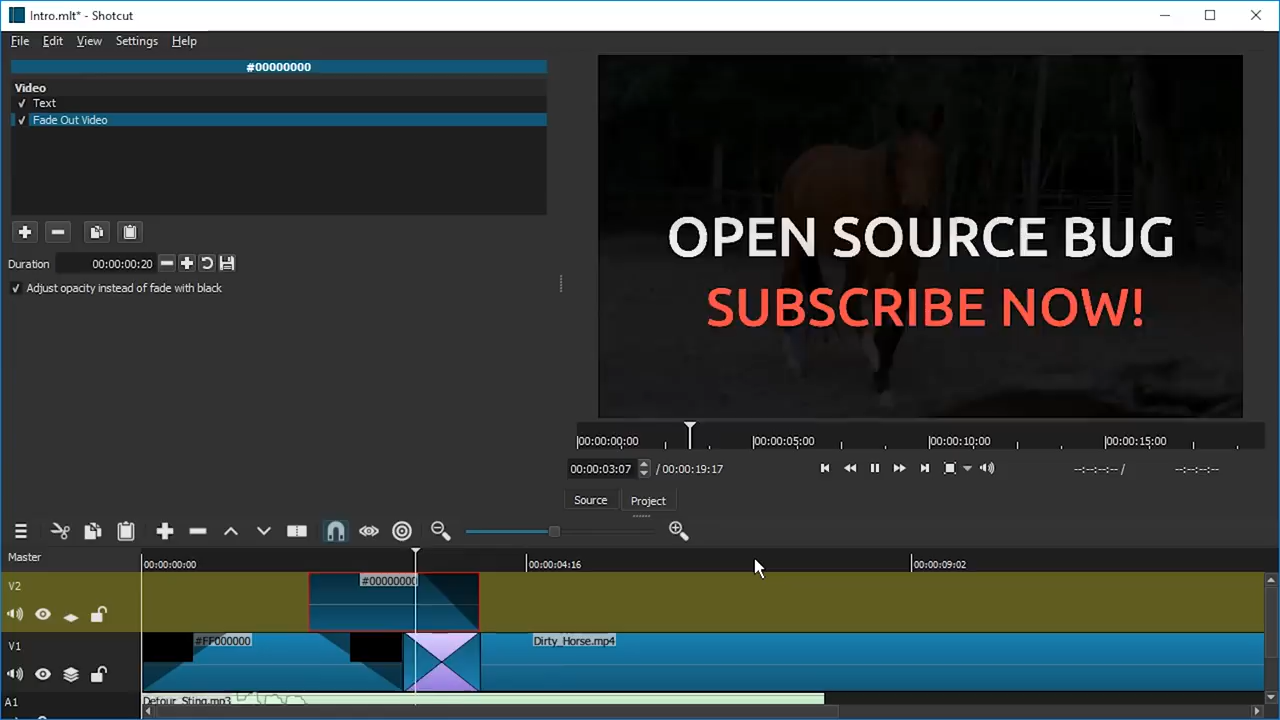 Intro.mlt* - Shotcut
File Edit View Settings Help
#00000000
Video
Text
Fade Out Video
Duration 00:00:00:20
Adjust opacity instead of fade with black
OPEN SOURCE BUG
SUBSCRIBE NOW!
00:00:00:00 00:00:05:00 00:00:10:00 00:00:15:00
00:00:03:07 / 00:00:19:17 --:--:--:-- / --:--:--:--
Source Project
Master
00:00:00:00 00:00:04:16 00:00:09:02
V2
#00000000
V1
#FF000000
Dirty_Horse.mp4
A1
Detour_Sting.mp3